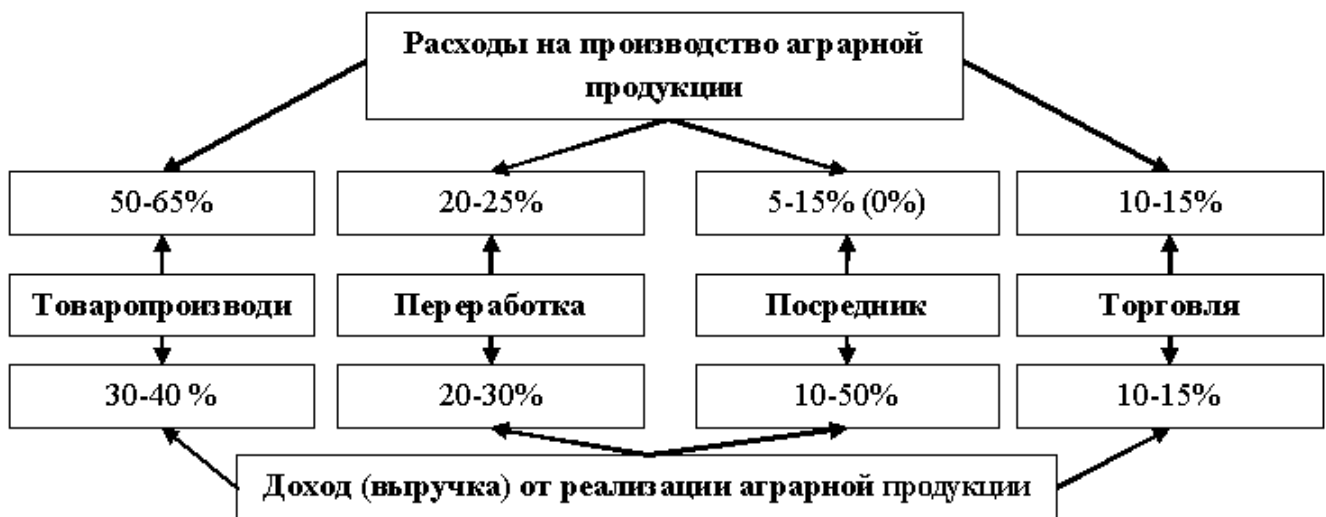 Расходы на производство аграрной
продукции
50-65%
20-25%
5-15% (0%)
10-15%
Товаропроизводи
Переработка
Посредник
Торговля
30-40 %
20-30%
10-50%
10-15%
Доход (выручка) от реализации аграрной продукции